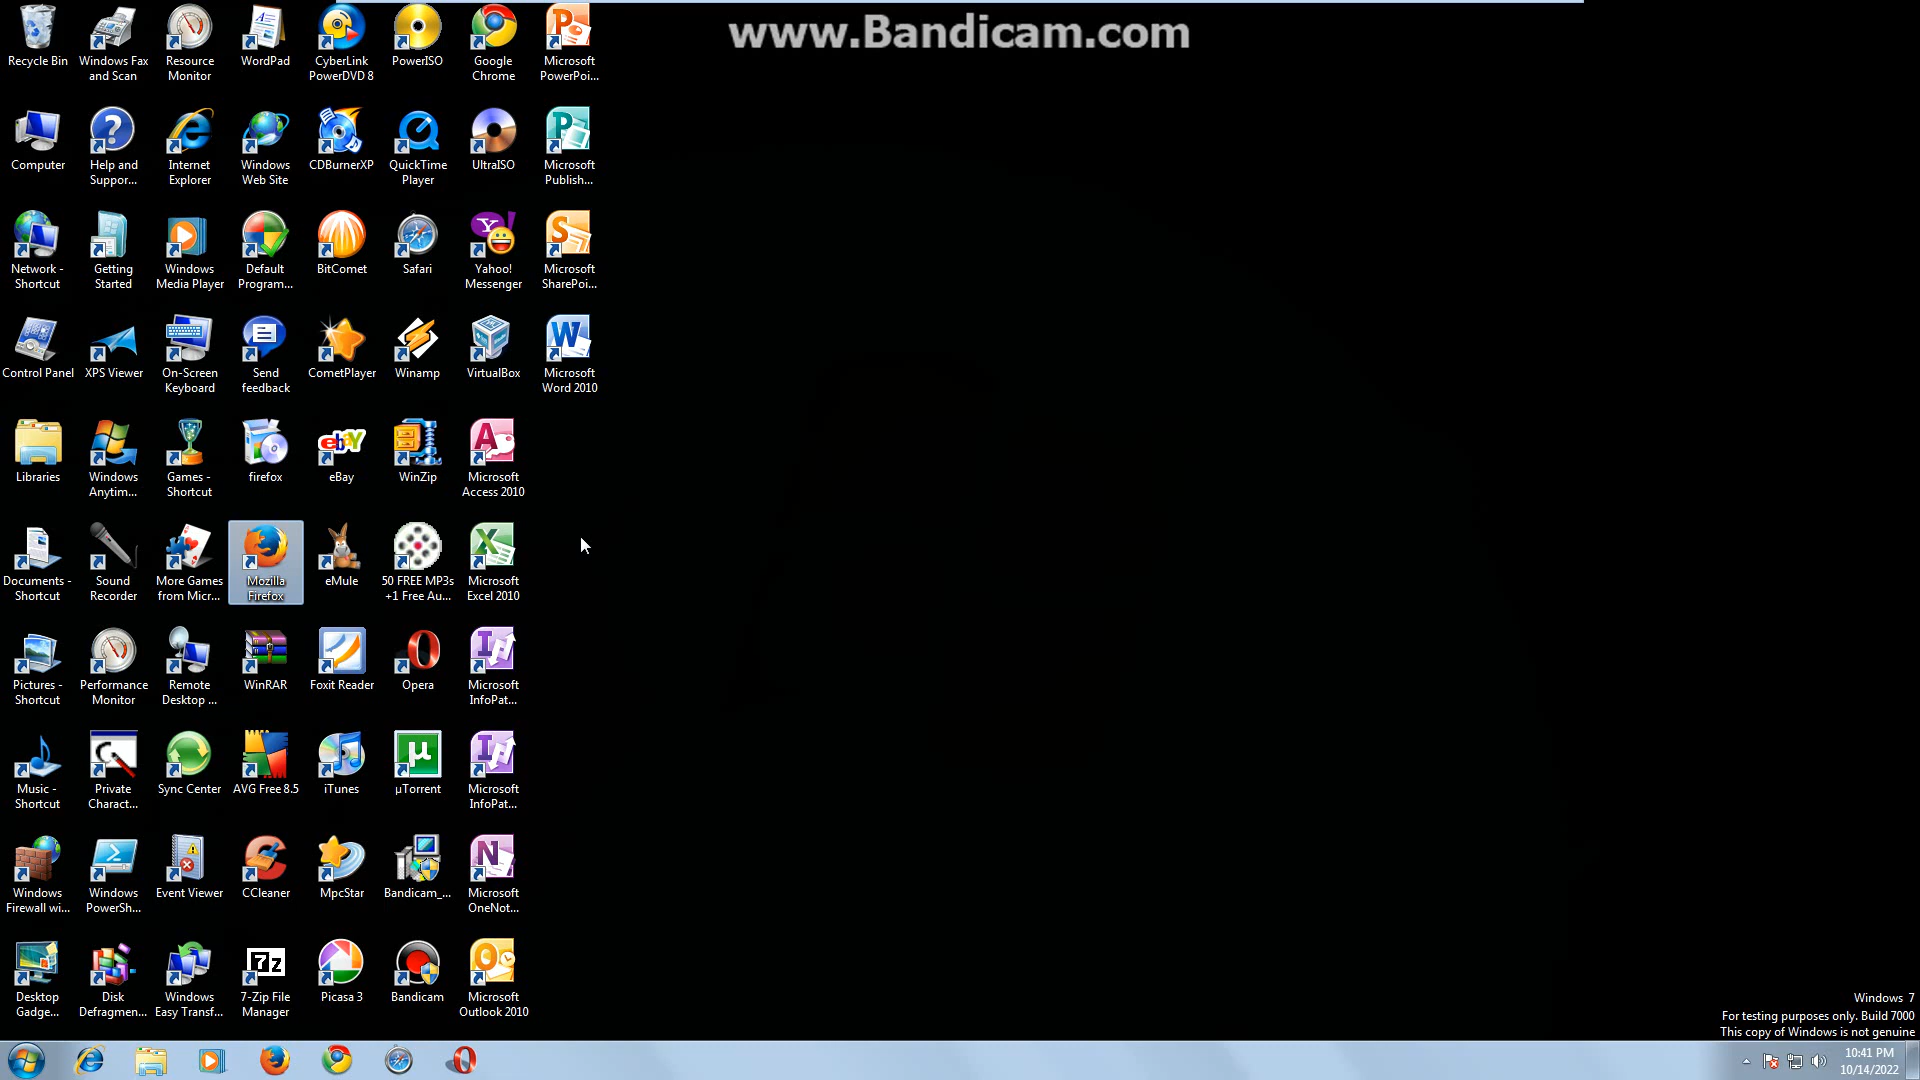 www.Bandicam.com
Recycle Bin
Windows Fax
and Scan
Resource
Monitor
WordPad
CyberLink
PowerDVD 8
PowerISO
Google
Chrome
Microsoft
PowerPoi...
Computer
Help and
Suppor...
Internet
Explorer
Windows
Web Site
CDBurnerXP
QuickTime
Player
UltraISO
Microsoft
Publish...
Network -
Shortcut
Getting
Started
Windows
Media Player
Default
Program...
BitComet
Safari
Yahoo!
Messenger
Microsoft
SharePoi...
Control Panel
XPS Viewer
On-Screen
Keyboard
Send
feedback
CometPlayer
Winamp
VirtualBox
Microsoft
Word 2010
Libraries
Windows
Anytim...
Games -
Shortcut
firefox
eBay
WinZip
Microsoft
Access 2010
Documents -
Shortcut
Sound
Recorder
More Games
from Micr...
Mozilla
Firefox
eMule
50 FREE MP3s
+1 Free Au...
Microsoft
Excel 2010
Pictures -
Shortcut
Performance
Monitor
Remote
Desktop ...
WinRAR
Foxit Reader
Opera
Microsoft
InfoPat...
Music -
Shortcut
Private
Charact...
Sync Center
AVG Free 8.5
iTunes
µTorrent
Microsoft
InfoPat...
Windows
Firewall wi...
Windows
PowerSh...
Event Viewer
CCleaner
MpcStar
Bandicam_...
Microsoft
OneNot...
Desktop
Gadge...
Disk
Defragmen...
Windows
Easy Transf...
7-Zip File
Manager
Picasa 3
Bandicam
Microsoft
Outlook 2010
Windows 7
For testing purposes only. Build 7000
This copy of Windows is not genuine
10:41 PM
10/14/2022